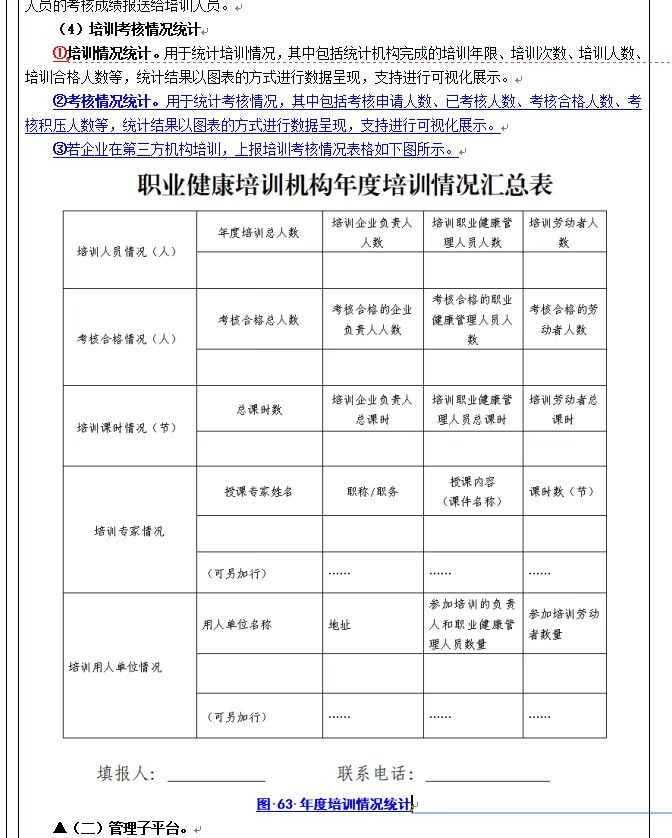 人员的考核成绩报送给培训人员。
（4）培训考核情况统计
①培训情况统计。用于统计培训情况，其中包括统计机构完成的培训年限、培训次数、培训人数、
培训合格人数等，统计结果以图表的方式进行数据呈现，支持进行可视化展示。
②考核情况统计。用于统计考核情况，其中包括考核申请人数、已考核人数、考核合格人数、考
核积压人数等，统计结果以图表的方式进行数据呈现，支持进行可视化展示。
③若企业在第三方机构培训，上报培训考核情况表格如下图所示。
职业健康培训机构年度培训情况汇总表
培训人员情况（人）
年度培训总人数
培训企业负责人
人数
培训职业健康管
理人员人数
培训劳动者人
数
考核合格情况（人）
考核合格总人数
考核合格的企业
负责人人数
考核合格的职业
健康管理人员人
数
考核合格的劳
动者人数
培训课时情况（节）
总课时数
培训企业负责人
总课时
培训职业健康管
理人员总课时
培训劳动者总
课时
培训专家情况
授课专家姓名
职称/职务
授课内容
（课件名称）
课时数（节）
（可另加行）
……
……
……
培训用人单位情况
用人单位名称
地址
参加培训的负责
人和职业健康管
理人员数量
参加培训劳动
者数量
（可另加行）
……
……
……
填报人：
联系电话：
图·63·年度培训情况统计
▲（二）管理子平台。